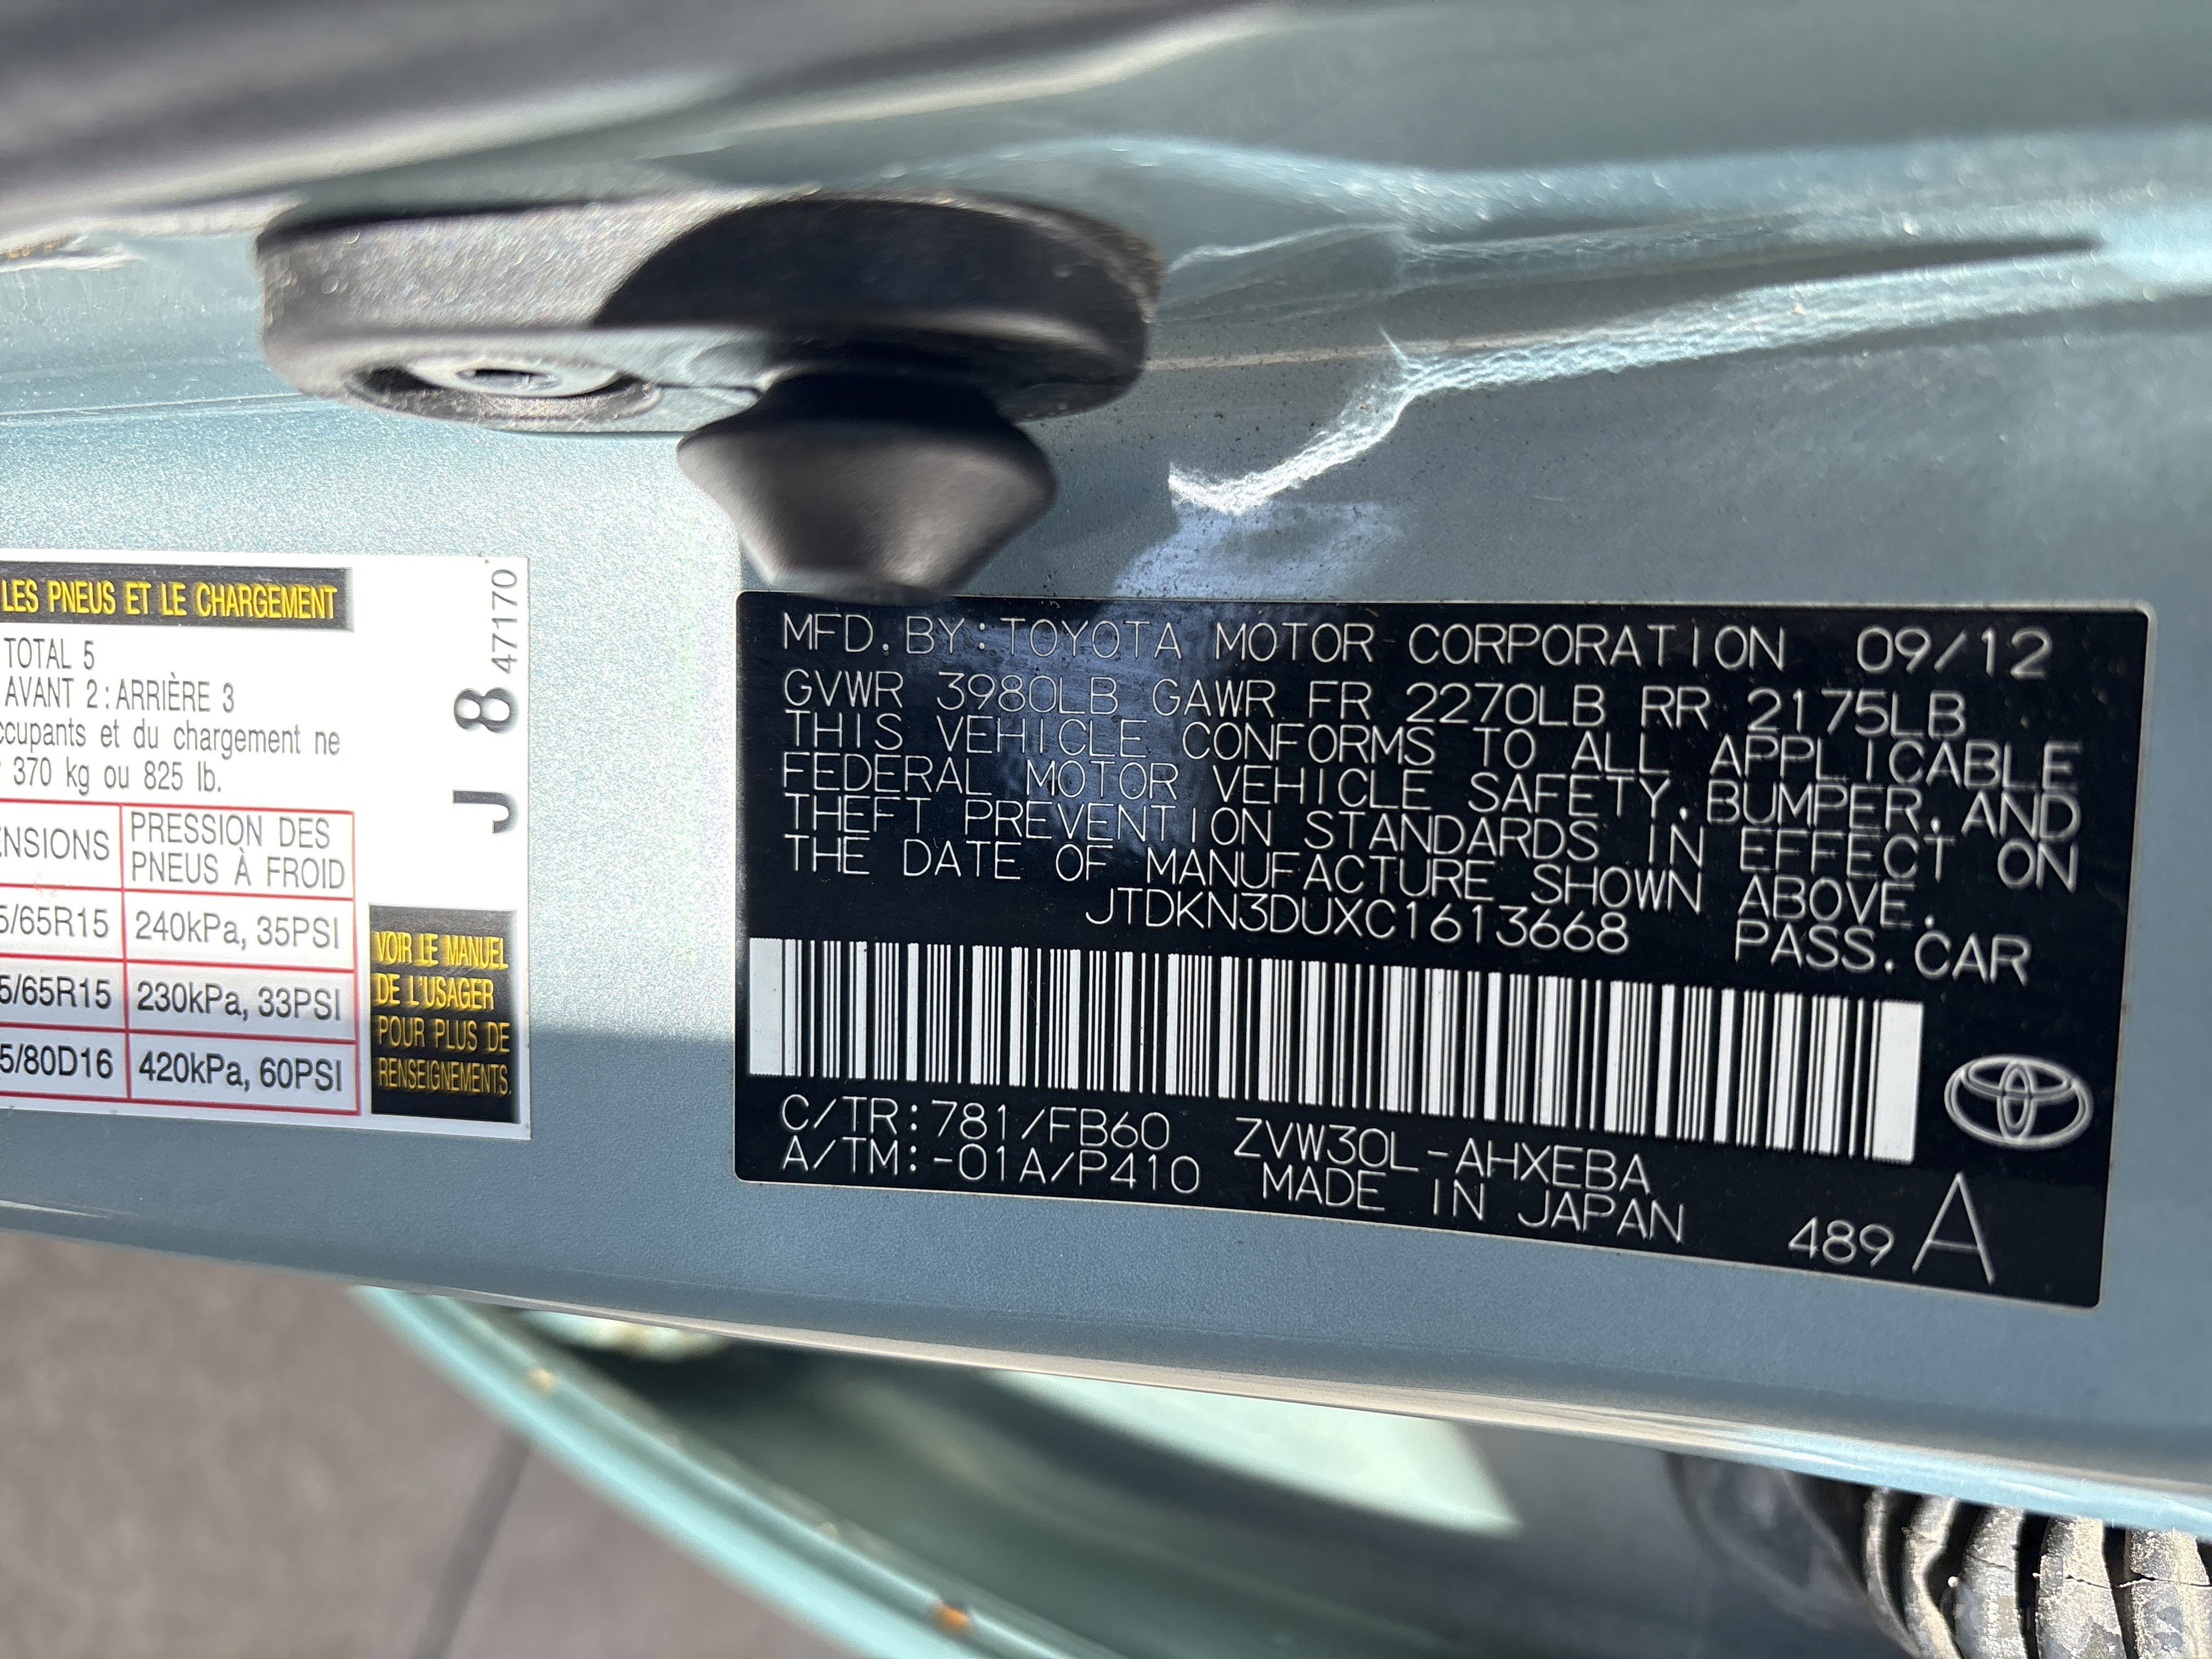 LES PNEUS ET LE CHARGEMENT
TOTAL 5
AVANT 2 : ARRIÈRE 3
ccupants et du chargement ne
370 kg ou 825 lb.
NSIONS PRESSION DES
PNEUS À FROID
5/65R15 240kPa, 35PSI
5/65R15 230kPa, 33PSI
5/80D16 420kPa, 60PSI
J 8 47170
VOIR LE MANUEL
DE L'USAGER
POUR PLUS DE
RENSEIGNEMENTS.
MFD. BY: TOYOTA MOTOR CORPORATION 09/12
GVWR 3980LB GAWR FR 2270LB RR 2175LB
THIS VEHICLE CONFORMS TO ALL APPLICABLE
FEDERAL MOTOR VEHICLE SAFETY, BUMPER, AND
THEFT PREVENTION STANDARDS IN EFFECT ON
THE DATE OF MANUFACTURE SHOWN ABOVE.
JTDKN3DUXC1613668 PASS. CAR
C/TR: 781/FB60 ZVW30L-AHXEBA
A/TM: -01A/P410 MADE IN JAPAN 489 A